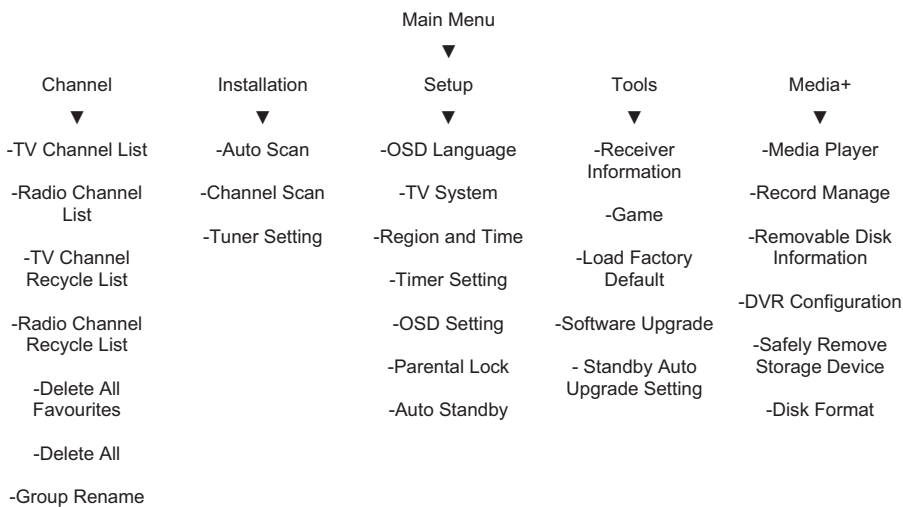 Main Menu
▼
Channel
▼
-TV Channel List
-Radio Channel
List
-TV Channel
Recycle List
-Radio Channel
Recycle List
-Delete All
Favourites
-Delete All
-Group Rename
Installation
▼
-Auto Scan
-Channel Scan
-Tuner Setting
Setup
▼
-OSD Language
-TV System
-Region and Time
-Timer Setting
-OSD Setting
-Parental Lock
-Auto Standby
Tools
▼
-Receiver
Information
-Game
-Load Factory
Default
-Software Upgrade
- Standby Auto
Upgrade Setting
Media+
▼
-Media Player
-Record Manage
-Removable Disk
Information
-DVR Configuration
-Safely Remove
Storage Device
-Disk Format